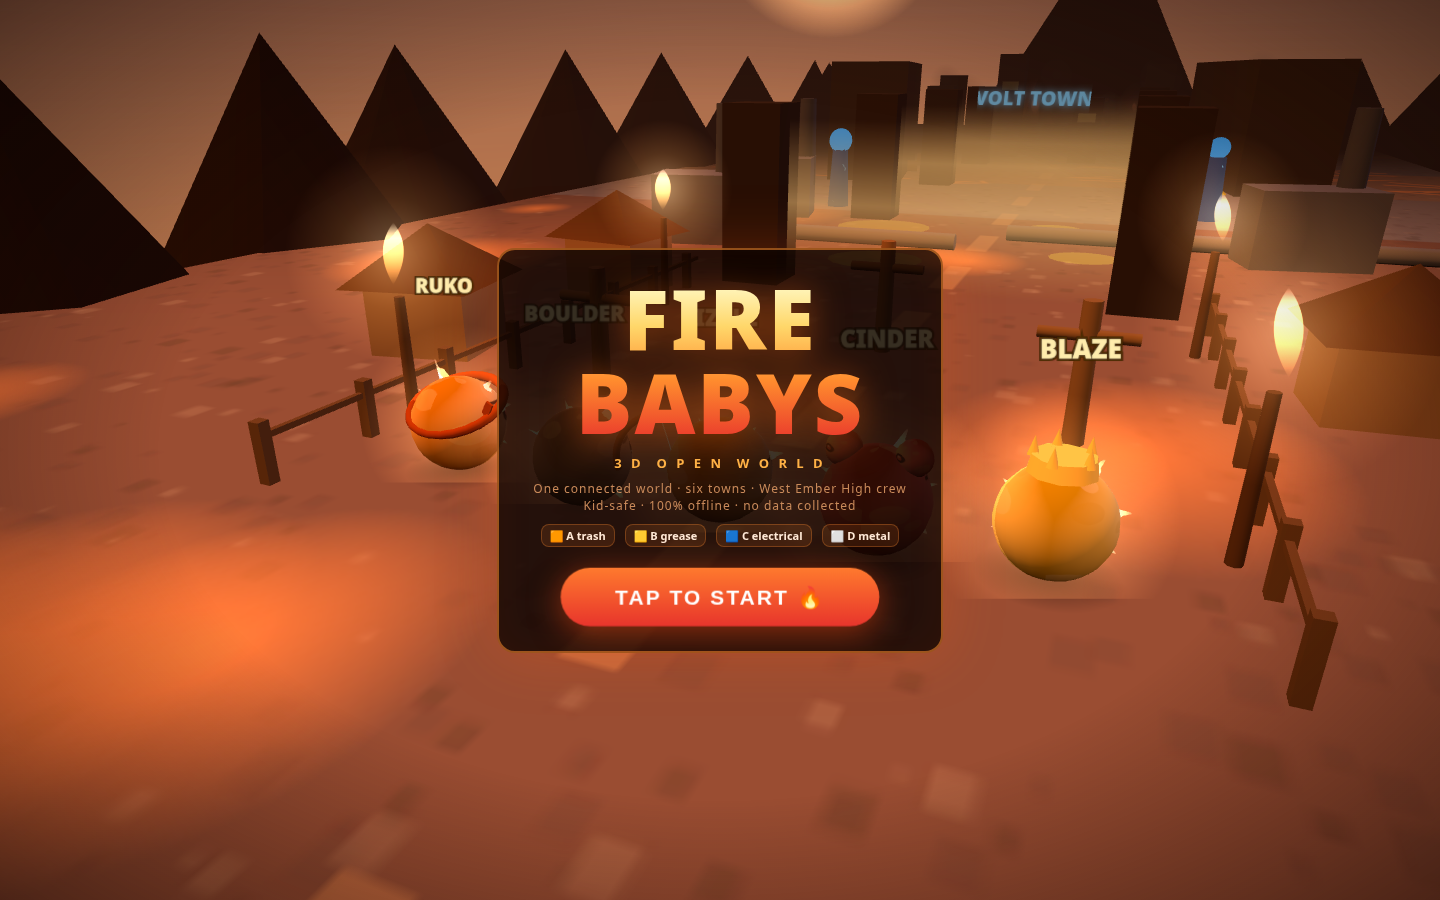 VOLT TOWN
RUKO
BOULDER
CINDER
BLAZE
FIRE
BABYS
3D OPEN WORLD
One connected world · six towns · West Ember High crew
Kid-safe · 100% offline · no data collected
🟧 A trash
🟨 B grease
🟦 C electrical
⬜ D metal
TAP TO START 🔥